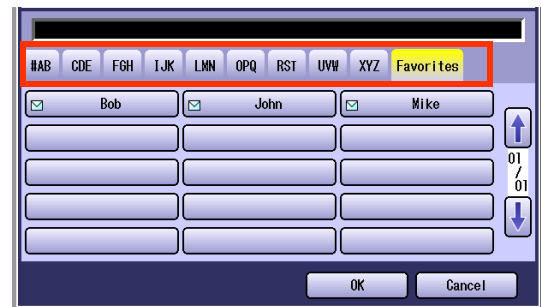 #AB CDE FGH IJK LMN OPQ RST UVW XYZ Favorites
Bob John Mike
01
/
01
OK Cancel